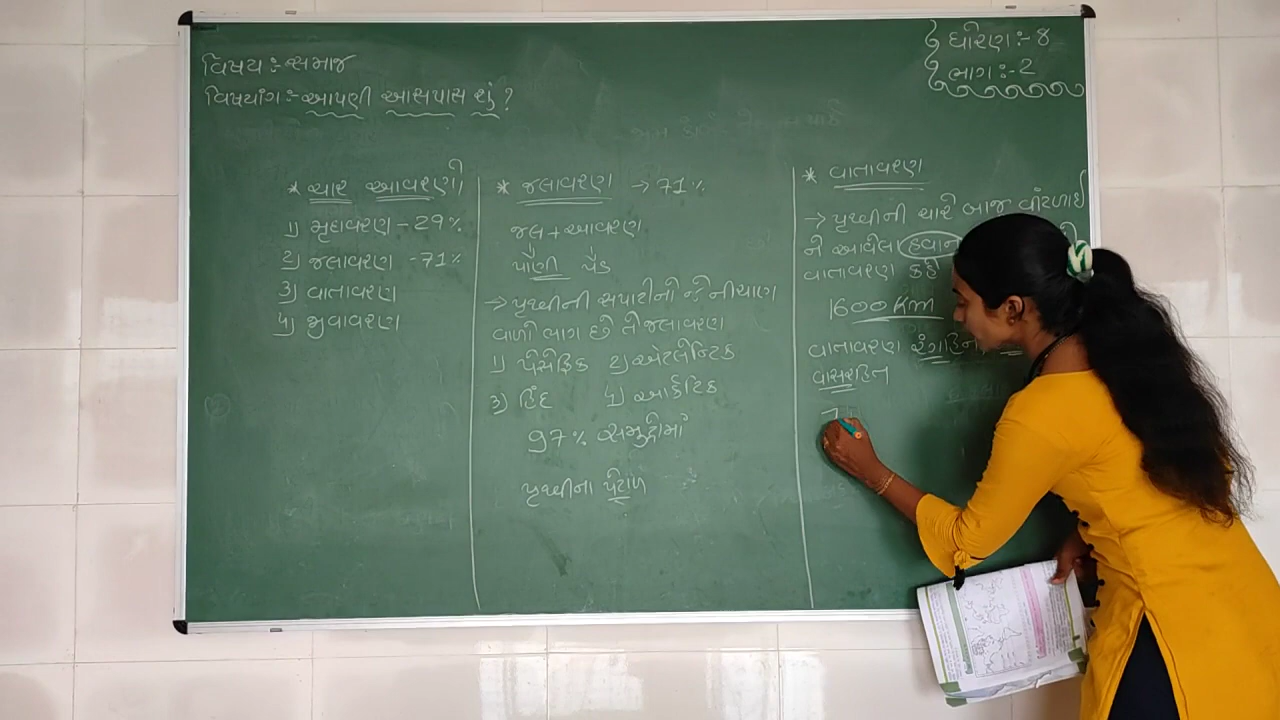 વિષય :- સમાજ
વિષયાંગ :- આપણી આસપાસ શું ?
ધોરણ :- 8
ભાગ :- 2
* ચાર આવરણો
1) મૃદાવરણ - 29%
2) જલાવરણ - 71%
3) વાતાવરણ
4) જીવાવરણ
* જલાવરણ → 71%
જલ + આવરણ
પાણી પડ
→ પૃથ્વીની સપાટીનો જે નીચાણ
વાળો ભાગ છે તે જલાવરણ
1) પેસેફિક 2) એટલેન્ટિક
3) હિંદ 4) આર્કટિક
97% સમુદ્રોમાં
પૃથ્વીના પેટાળ
* વાતાવરણ
→ પૃથ્વીની ચારે બાજુ વીંટળાઈ
ને આવેલા હવાન
વાતાવરણ કહે
1600 Km
વાતાવરણ રંગહિન
વાસરહિત